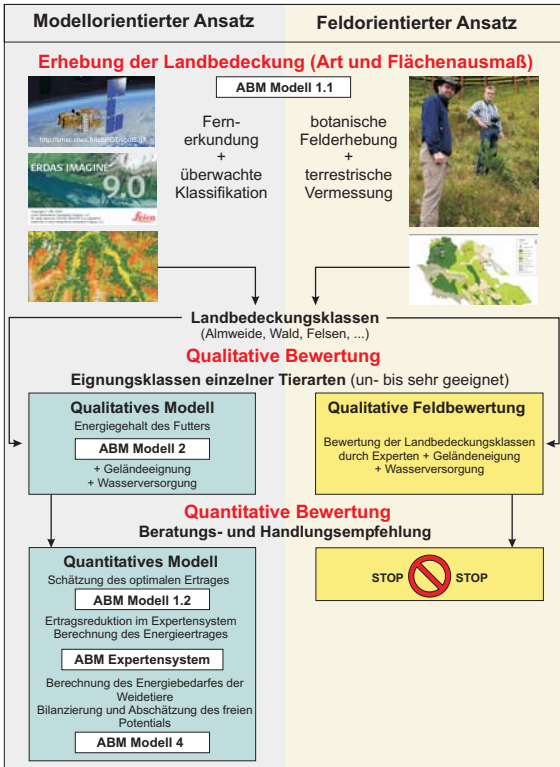 Modellorientierter Ansatz
Feldorientierter Ansatz
Erhebung der Landbedeckung (Art und Flächenausmaß)
ABM Modell 1.1
Fern-
erkundung
+
überwachte
Klassifikation
botanische
Felderhebung
+
terrestrische
Vermessung
ERDAS IMAGINE
9.0
Leica
Landbedeckungsklassen
(Almweide, Wald, Felsen, ...)
Qualitative Bewertung
Eignungsklassen einzelner Tierarten (un- bis sehr geeignet)
Qualitatives Modell
Energiegehalt des Futters
ABM Modell 2
+ Geländeeignung
+ Wasserversorgung
Qualitative Feldbewertung
Bewertung der Landbedeckungsklassen
durch Experten + Geländeneigung
+ Wasserversorgung
Quantitative Bewertung
Beratungs- und Handlungsempfehlung
Quantitatives Modell
Schätzung des optimalen Ertrages
ABM Modell 1.2
Ertragsreduktion im Expertensystem
Berechnung des Energieertrages
ABM Expertensystem
Berechnung des Energiebedarfes der
Weidetiere
Bilanzierung und Abschätzung des freien
Potentials
ABM Modell 4
STOP STOP